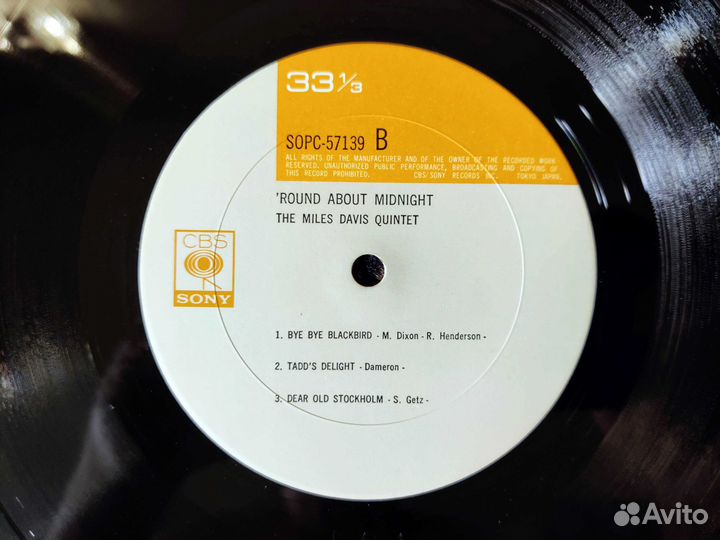 33⅓
SOPC-57139 B
ALL RIGHTS OF THE MANUFACTURER AND OF THE OWNER OF THE RECORDED WORK
RESERVED. UNAUTHORIZED PUBLIC PERFORMANCE, BROADCASTING AND COPYING OF
THIS RECORD PROHIBITED. CBS/SONY RECORDS INC. TOKYO JAPAN.
'ROUND ABOUT MIDNIGHT
THE MILES DAVIS QUINTET
CBS
SONY
1. BYE BYE BLACKBIRD - M. Dixon - R. Henderson -
2. TADD'S DELIGHT - Dameron -
3. DEAR OLD STOCKHOLM - S. Getz -
Avito